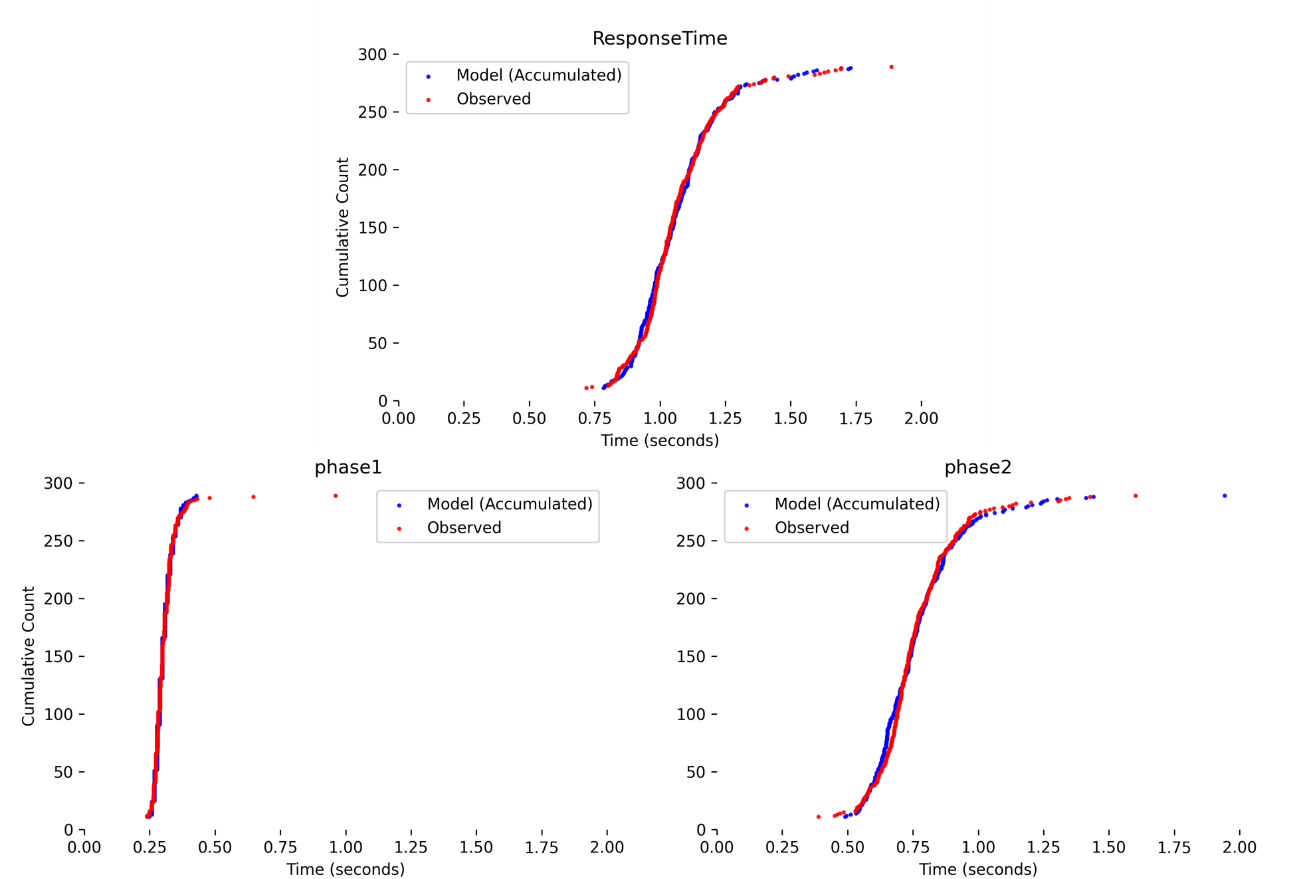 ResponseTime
300
Model (Accumulated)
Observed
250
200
150
100
50
0
Cumulative Count
0.00 0.25 0.50 0.75 1.00 1.25 1.50 1.75 2.00
Time (seconds)
phase1
300
Model (Accumulated)
Observed
250
200
150
100
50
0
Cumulative Count
0.00 0.25 0.50 0.75 1.00 1.25 1.50 1.75 2.00
Time (seconds)
phase2
300
Model (Accumulated)
Observed
250
200
150
100
50
0
0.00 0.25 0.50 0.75 1.00 1.25 1.50 1.75 2.00
Time (seconds)